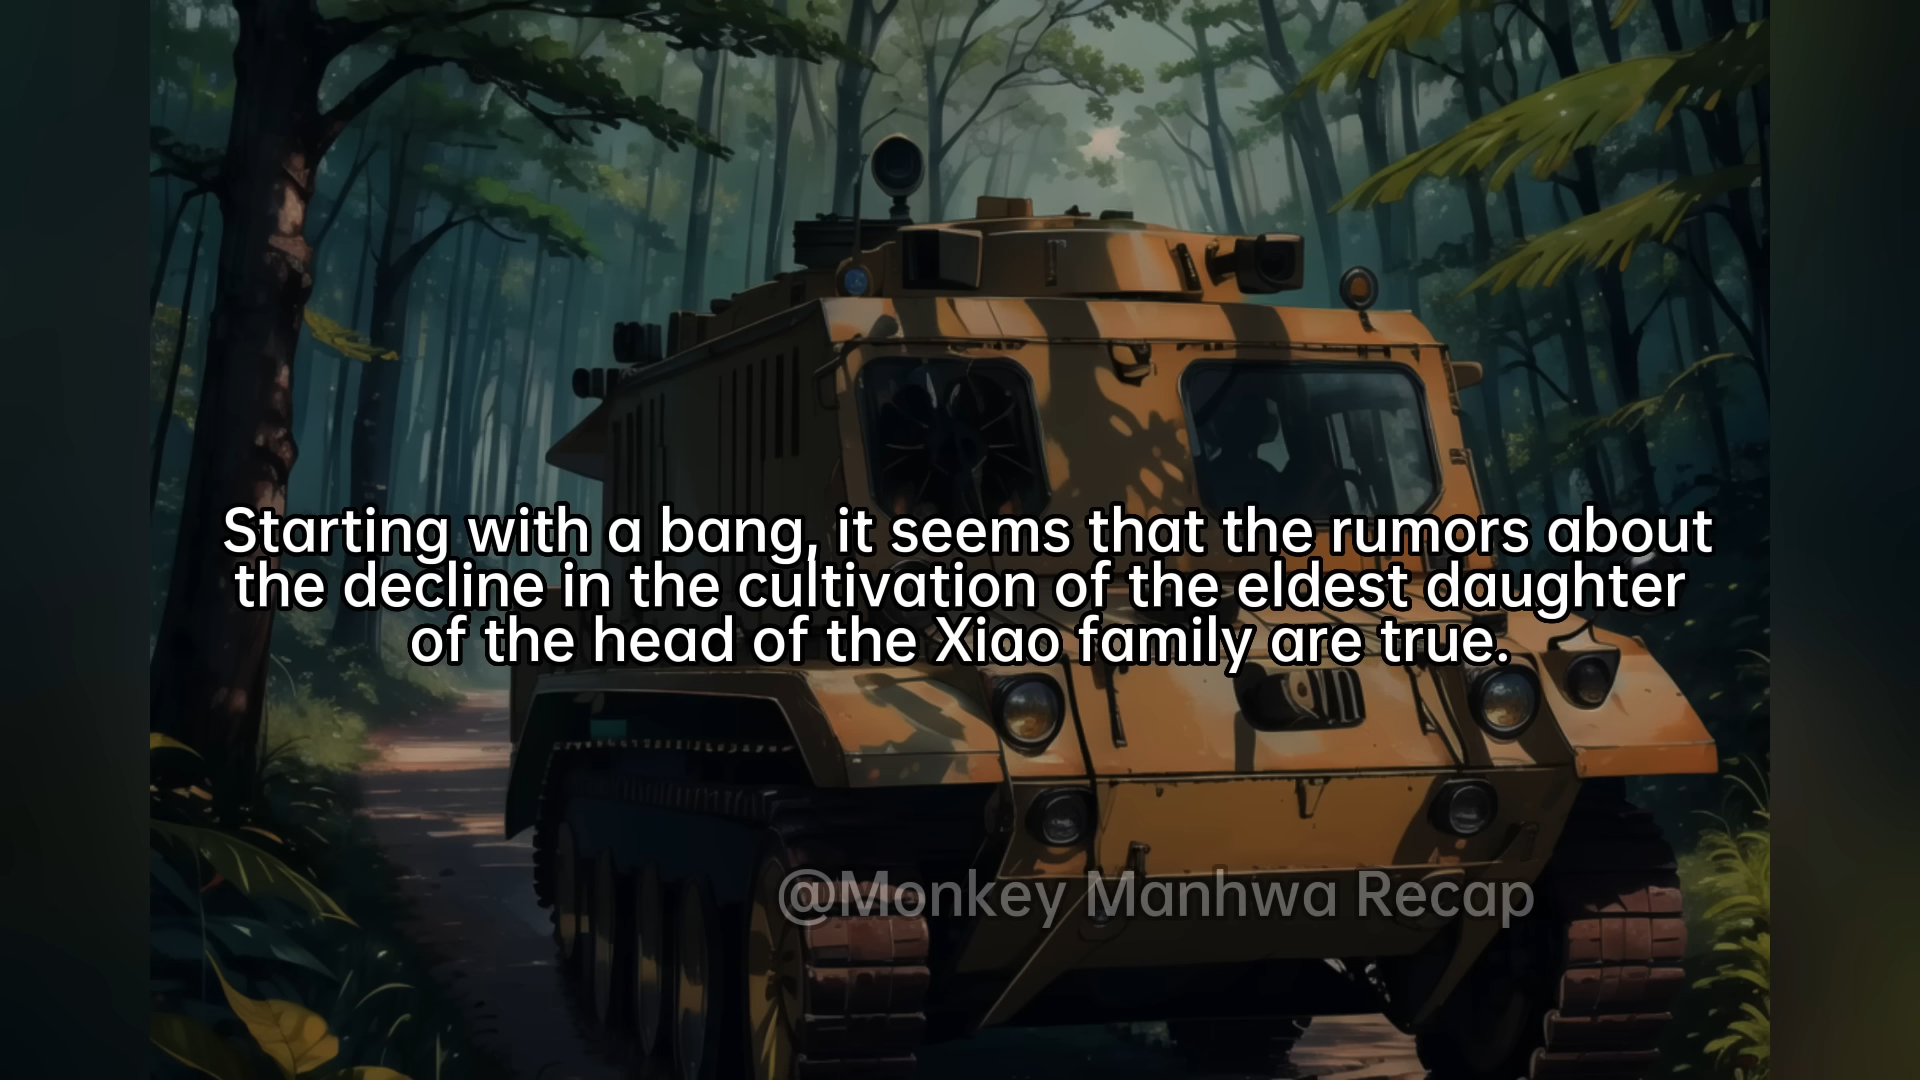 Starting with a bang, it seems that the rumors about
the decline in the cultivation of the eldest daughter
of the head of the Xiao family are true.
@Monkey Manhwa Recap